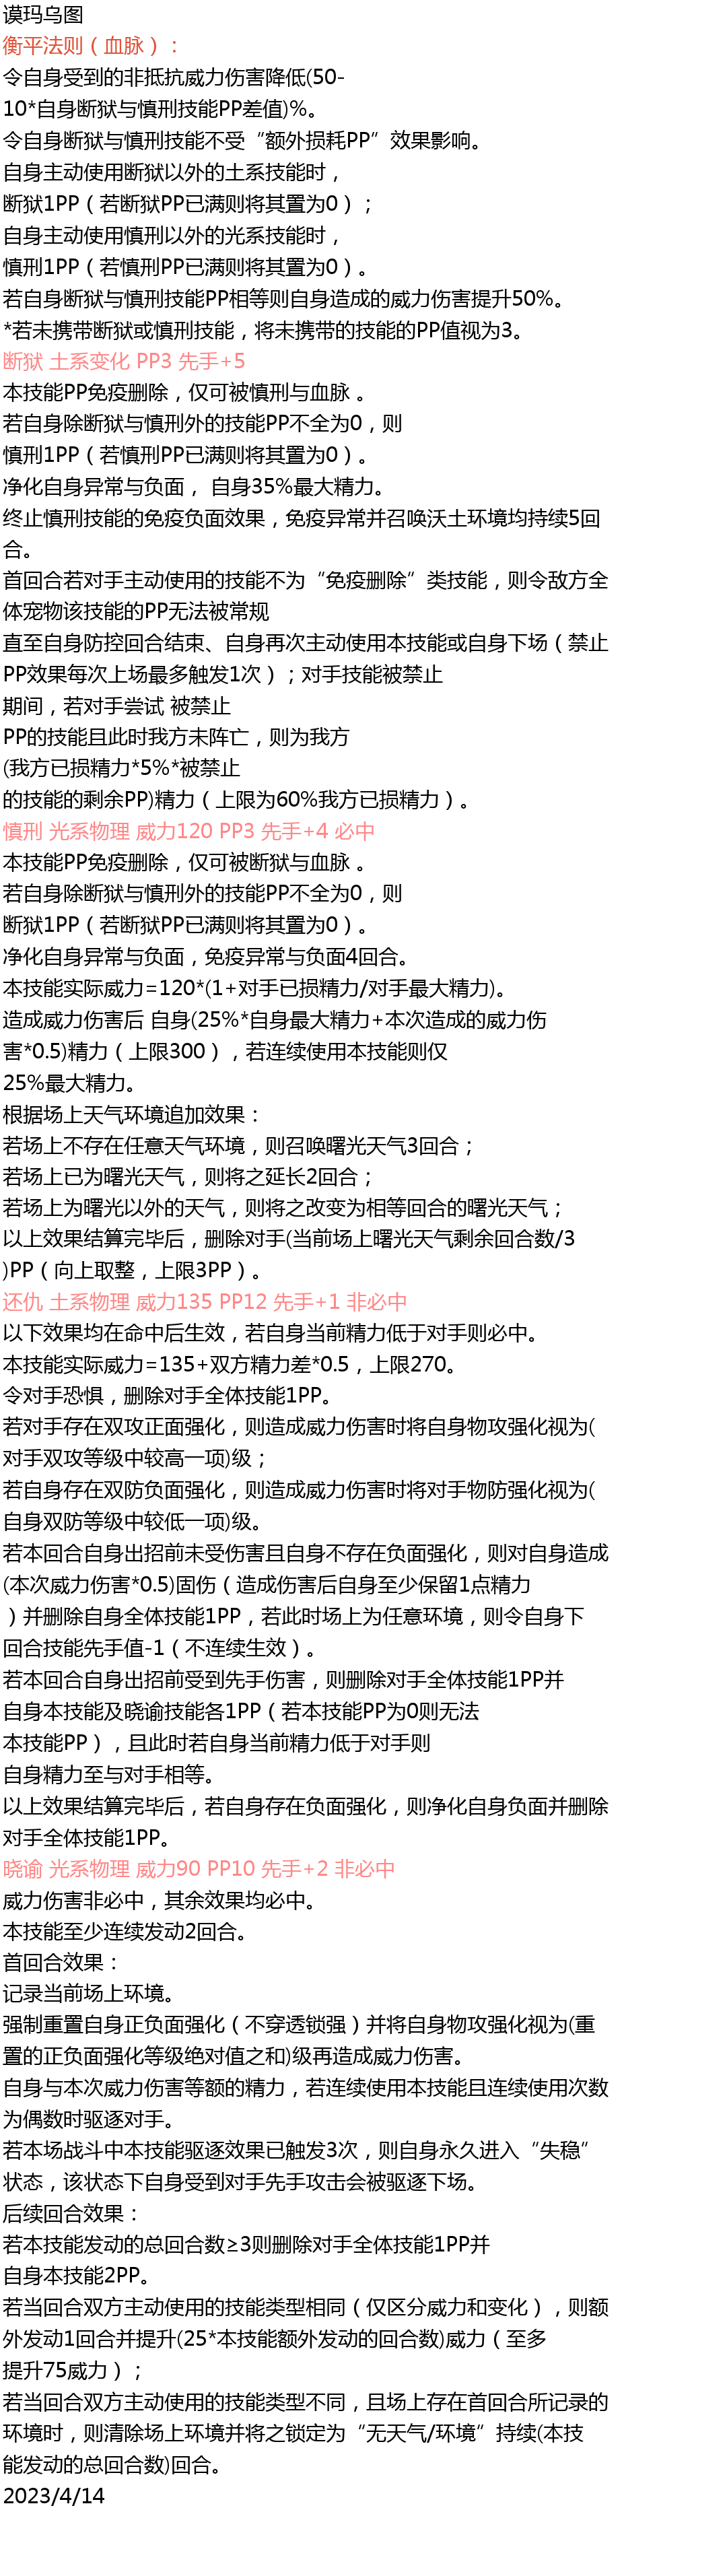 谟玛乌图
衡平法则（血脉）：
令自身受到的非抵抗威力伤害降低(50-
10*自身断狱与慎刑技能PP差值)%。
令自身断狱与慎刑技能不受“额外损耗PP”效果影响。
自身主动使用断狱以外的土系技能时，
断狱1PP（若断狱PP已满则将其置为0）；
自身主动使用慎刑以外的光系技能时，
慎刑1PP（若慎刑PP已满则将其置为0）。
若自身断狱与慎刑技能PP相等则自身造成的威力伤害提升50%。
*若未携带断狱或慎刑技能，将未携带的技能的PP值视为3。
断狱 土系变化 PP3 先手+5
本技能PP免疫删除，仅可被慎刑与血脉 。
若自身除断狱与慎刑外的技能PP不全为0，则
慎刑1PP（若慎刑PP已满则将其置为0）。
净化自身异常与负面， 自身35%最大精力。
终止慎刑技能的免疫负面效果，免疫异常并召唤沃土环境均持续5回
合。
首回合若对手主动使用的技能不为“免疫删除”类技能，则令敌方全
体宠物该技能的PP无法被常规
直至自身防控回合结束、自身再次主动使用本技能或自身下场（禁止
PP效果每次上场最多触发1次）；对手技能被禁止
期间，若对手尝试 被禁止
PP的技能且此时我方未阵亡，则为我方
(我方已损精力*5%*被禁止
的技能的剩余PP)精力（上限为60%我方已损精力）。
慎刑 光系物理 威力120 PP3 先手+4 必中
本技能PP免疫删除，仅可被断狱与血脉 。
若自身除断狱与慎刑外的技能PP不全为0，则
断狱1PP（若断狱PP已满则将其置为0）。
净化自身异常与负面，免疫异常与负面4回合。
本技能实际威力=120*(1+对手已损精力/对手最大精力)。
造成威力伤害后 自身(25%*自身最大精力+本次造成的威力伤
害*0.5)精力（上限300），若连续使用本技能则仅
25%最大精力。
根据场上天气环境追加效果：
若场上不存在任意天气环境，则召唤曙光天气3回合；
若场上已为曙光天气，则将之延长2回合；
若场上为曙光以外的天气，则将之改变为相等回合的曙光天气；
以上效果结算完毕后，删除对手(当前场上曙光天气剩余回合数/3
)PP（向上取整，上限3PP）。
还仇 土系物理 威力135 PP12 先手+1 非必中
以下效果均在命中后生效，若自身当前精力低于对手则必中。
本技能实际威力=135+双方精力差*0.5，上限270。
令对手恐惧，删除对手全体技能1PP。
若对手存在双攻正面强化，则造成威力伤害时将自身物攻强化视为(
对手双攻等级中较高一项)级；
若自身存在双防负面强化，则造成威力伤害时将对手物防强化视为(
自身双防等级中较低一项)级。
若本回合自身出招前未受伤害且自身不存在负面强化，则对自身造成
(本次威力伤害*0.5)固伤（造成伤害后自身至少保留1点精力
）并删除自身全体技能1PP，若此时场上为任意环境，则令自身下
回合技能先手值-1（不连续生效）。
若本回合自身出招前受到先手伤害，则删除对手全体技能1PP并
自身本技能及晓谕技能各1PP（若本技能PP为0则无法
本技能PP），且此时若自身当前精力低于对手则
自身精力至与对手相等。
以上效果结算完毕后，若自身存在负面强化，则净化自身负面并删除
对手全体技能1PP。
晓谕 光系物理 威力90 PP10 先手+2 非必中
威力伤害非必中，其余效果均必中。
本技能至少连续发动2回合。
首回合效果：
记录当前场上环境。
强制重置自身正负面强化（不穿透锁强）并将自身物攻强化视为(重
置的正负面强化等级绝对值之和)级再造成威力伤害。
自身与本次威力伤害等额的精力，若连续使用本技能且连续使用次数
为偶数时驱逐对手。
若本场战斗中本技能驱逐效果已触发3次，则自身永久进入“失稳”
状态，该状态下自身受到对手先手攻击会被驱逐下场。
后续回合效果：
若本技能发动的总回合数≥3则删除对手全体技能1PP并
自身本技能2PP。
若当回合双方主动使用的技能类型相同（仅区分威力和变化），则额
外发动1回合并提升(25*本技能额外发动的回合数)威力（至多
提升75威力）；
若当回合双方主动使用的技能类型不同，且场上存在首回合所记录的
环境时，则清除场上环境并将之锁定为“无天气/环境”持续(本技
能发动的总回合数)回合。
2023/4/14